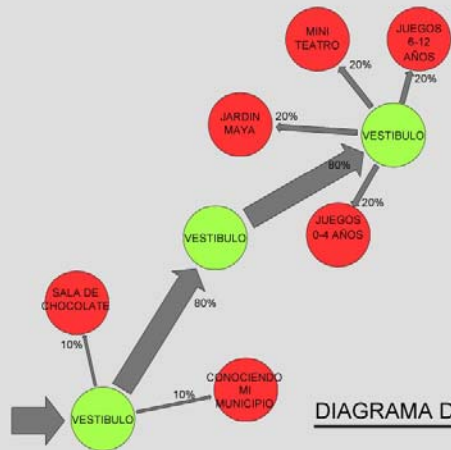 MINI
TEATRO
JUEGOS
6-12
AÑOS
20%
20%
JARDIN
MAYA
20%
VESTIBULO
80%
20%
JUEGOS
0-4 AÑOS
VESTIBULO
SALA DE
CHOCOLATE
80%
10%
10%
CONOCIENDO
MI
MUNICIPIO
VESTIBULO
DIAGRAMA D